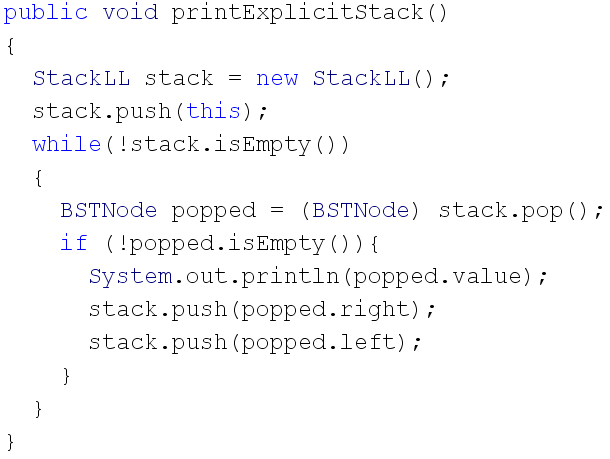 public void printExplicitStack()
{
  StackLL stack = new StackLL();
  stack.push(this);
  while(!stack.isEmpty())
  {
    BSTNode popped = (BSTNode) stack.pop();
    if (!popped.isEmpty()){
      System.out.println(popped.value);
      stack.push(popped.right);
      stack.push(popped.left);
    }
  }
}